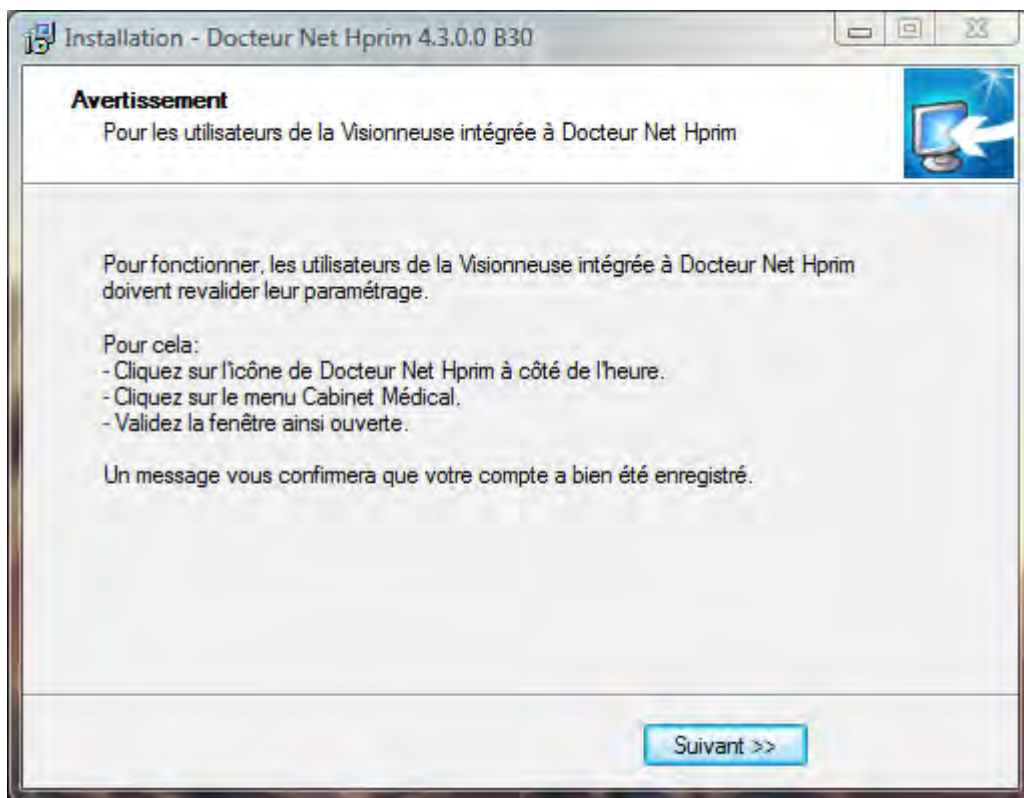 Installation - Docteur Net Hprim 4.3.0.0 B30
Avertissement
Pour les utilisateurs de la Visionneuse intégrée à Docteur Net Hprim
Pour fonctionner, les utilisateurs de la Visionneuse intégrée à Docteur Net Hprim
doivent revalider leur paramétrage.
Pour cela:
- Cliquez sur l'icône de Docteur Net Hprim à côté de l'heure.
- Cliquez sur le menu Cabinet Médical.
- Validez la fenêtre ainsi ouverte.
Un message vous confirmera que votre compte a bien été enregistré.
Suivant >>